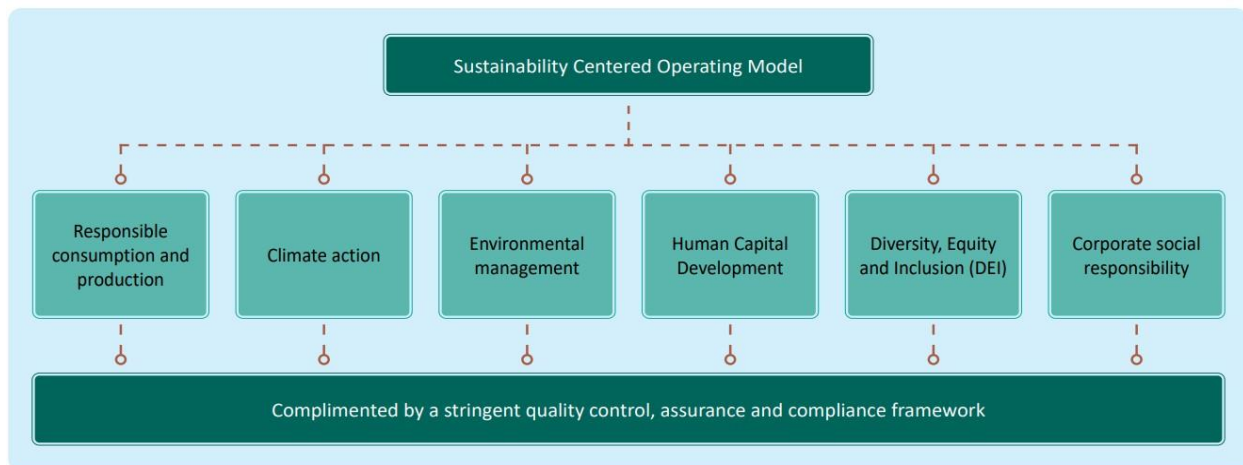 Sustainability Centered Operating Model
Responsible
consumption and
production
Climate action
Environmental
management
Human Capital
Development
Diversity, Equity
and Inclusion (DEI)
Corporate social
responsibility
Complimented by a stringent quality control, assurance and compliance framework